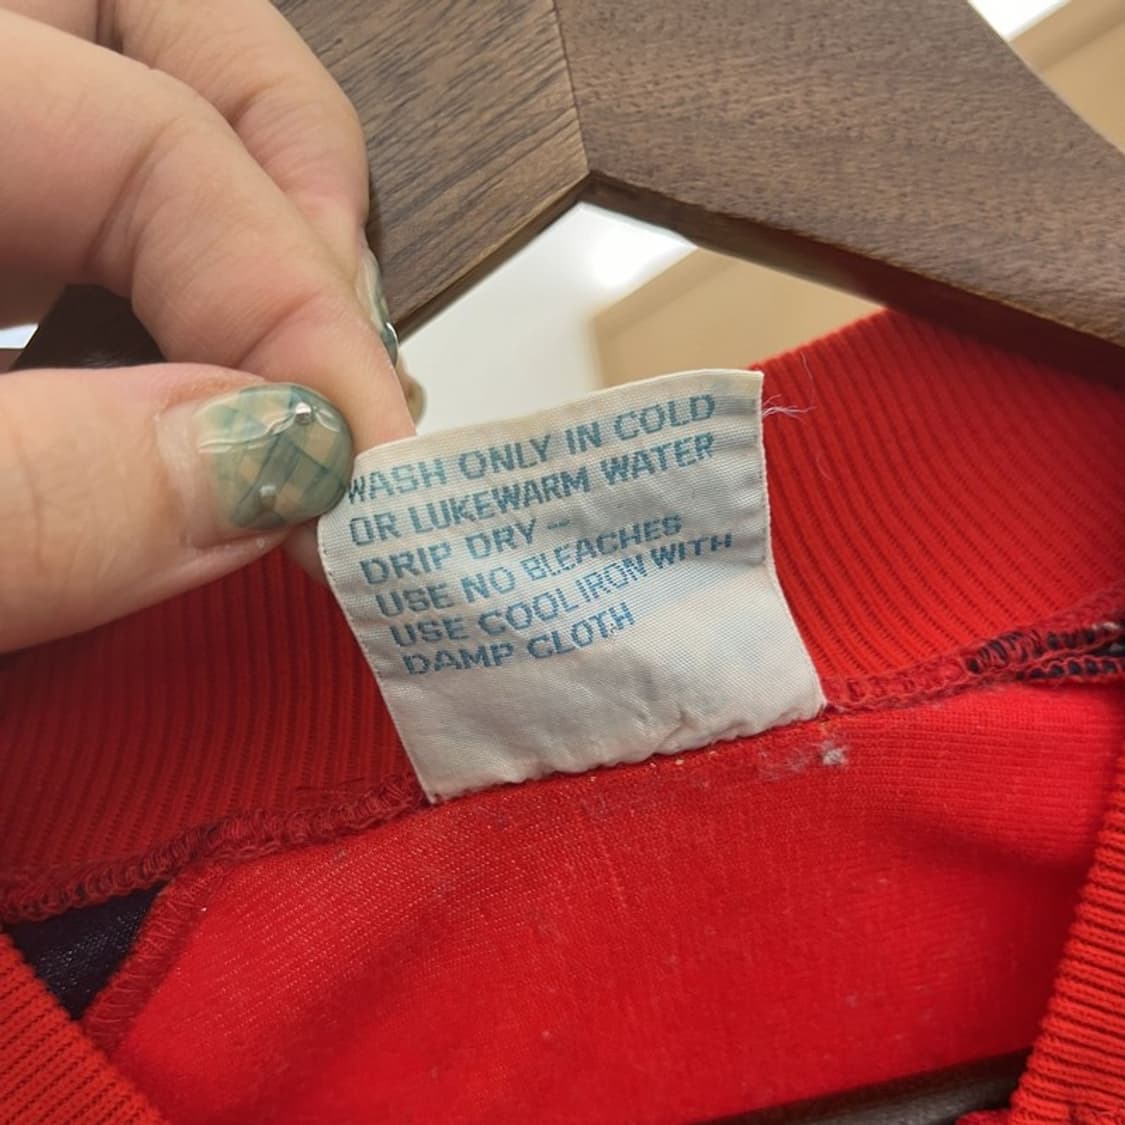 WASH ONLY IN COLD
OR LUKEWARM WATER
DRIP DRY --
USE NO BLEACHES
USE COOL IRON WITH
DAMP CLOTH